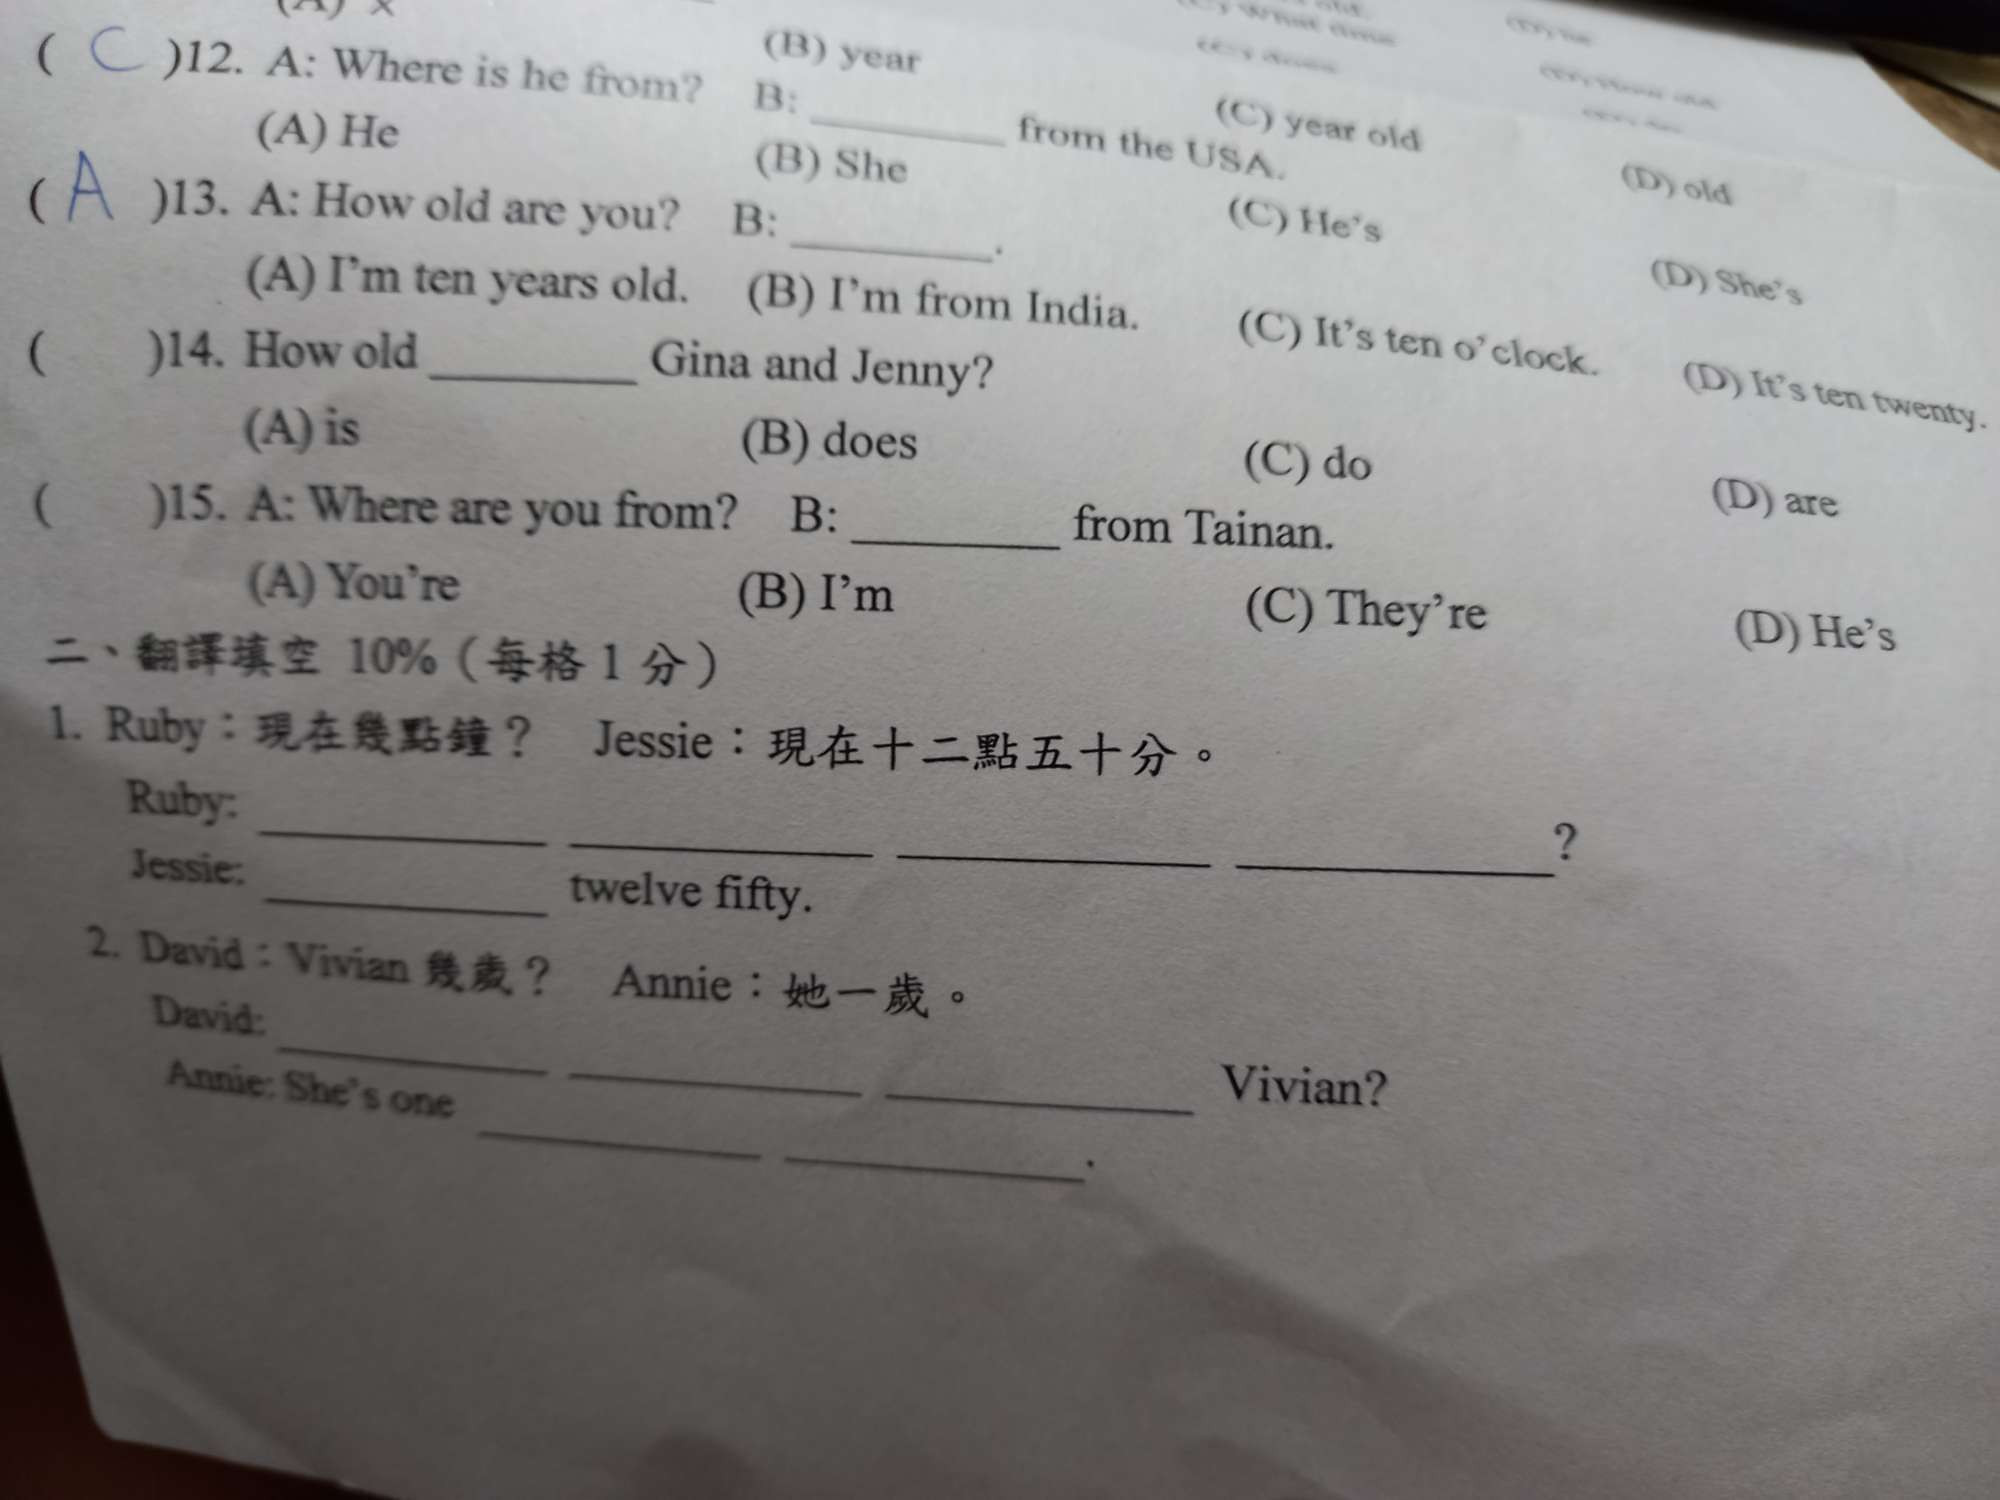 (A) x
(B) year
(C) year old
(D) old
( C )12. A: Where is he from? B: ________ from the USA.
(A) He (B) She (C) He's (D) She's
( A )13. A: How old are you? B: ________.
(A) I'm ten years old. (B) I'm from India. (C) It's ten o'clock. (D) It's ten twenty.
( )14. How old ________ Gina and Jenny?
(A) is (B) does (C) do (D) are
( )15. A: Where are you from? B: ________ from Tainan.
(A) You're (B) I'm (C) They're (D) He's
二、翻譯填空 10%（每格 1 分）
1. Ruby：現在幾點鐘？ Jessie：現在十二點五十分。
Ruby: ________ ________ ________ ________?
Jessie: ________ twelve fifty.
2. David：Vivian 幾歲？ Annie：她一歲。
David: ________ ________ ________ Vivian?
Annie: She's one ________ ________.